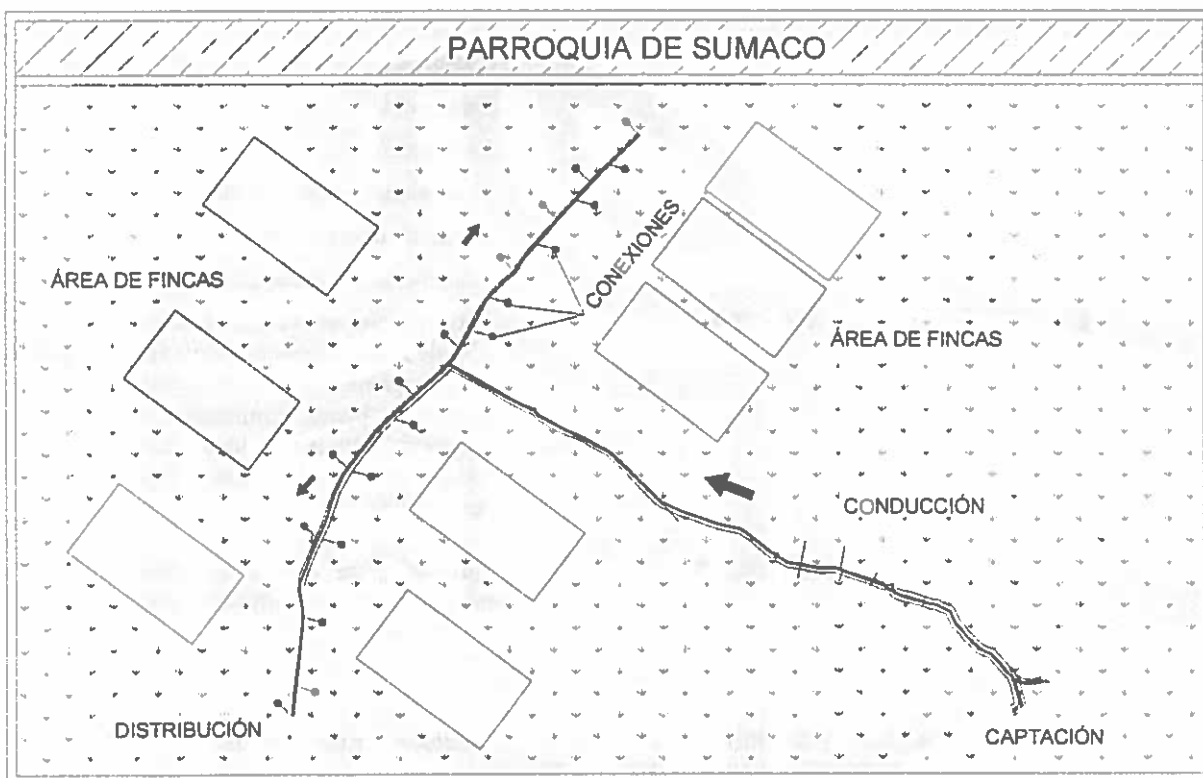 PARROQUIA DE SUMACO
CONEXIONES
ÁREA DE FINCAS
ÁREA DE FINCAS
CONDUCCIÓN
DISTRIBUCIÓN
CAPTACIÓN